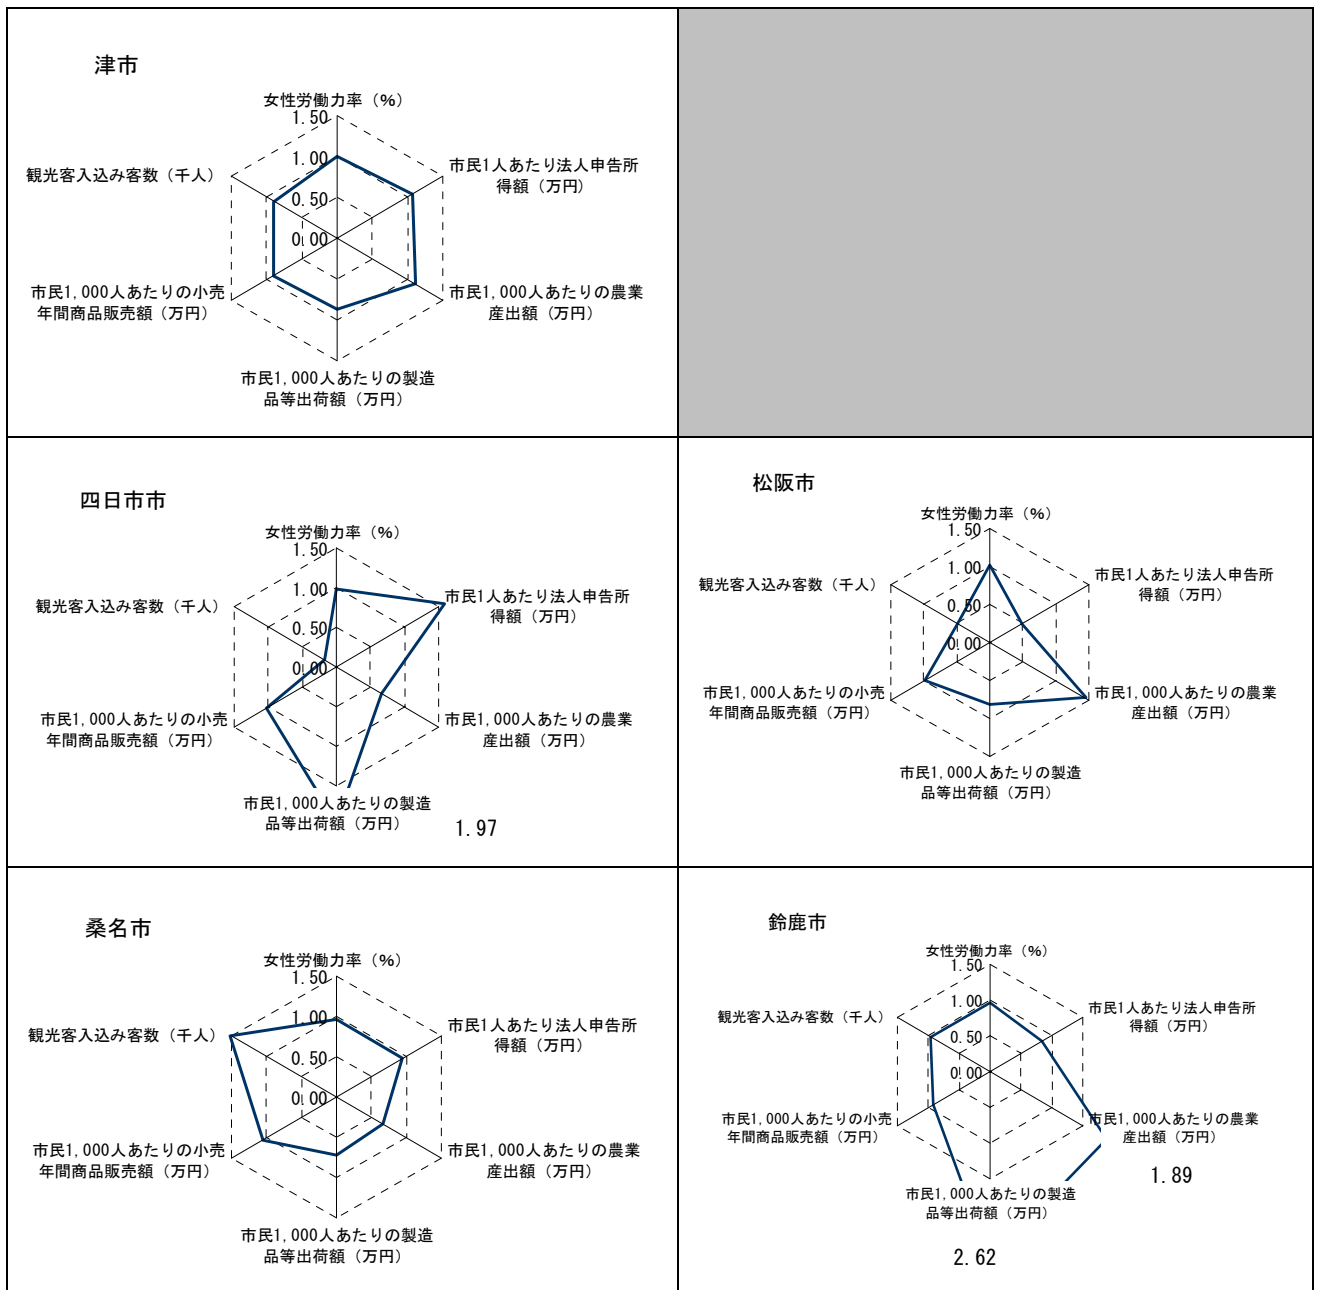 津市
女性労働力率（%）
1.50
1.00
0.50
0.00
市民1人あたり法人申告所
得額（万円）
市民1,000人あたりの農業
産出額（万円）
市民1,000人あたりの製造
品等出荷額（万円）
市民1,000人あたりの小売
年間商品販売額（万円）
観光客入込み客数（千人）
四日市市
女性労働力率（%）
1.50
1.00
0.50
0.00
市民1人あたり法人申告所
得額（万円）
市民1,000人あたりの農業
産出額（万円）
市民1,000人あたりの製造
品等出荷額（万円）
1.97
市民1,000人あたりの小売
年間商品販売額（万円）
観光客入込み客数（千人）
松阪市
女性労働力率（%）
1.50
1.00
0.50
0.00
市民1人あたり法人申告所
得額（万円）
市民1,000人あたりの農業
産出額（万円）
市民1,000人あたりの製造
品等出荷額（万円）
市民1,000人あたりの小売
年間商品販売額（万円）
観光客入込み客数（千人）
桑名市
女性労働力率（%）
1.50
1.00
0.50
0.00
市民1人あたり法人申告所
得額（万円）
市民1,000人あたりの農業
産出額（万円）
市民1,000人あたりの製造
品等出荷額（万円）
市民1,000人あたりの小売
年間商品販売額（万円）
観光客入込み客数（千人）
鈴鹿市
女性労働力率（%）
1.50
1.00
0.50
0.00
市民1人あたり法人申告所
得額（万円）
市民1,000人あたりの農業
産出額（万円）
1.89
市民1,000人あたりの製造
品等出荷額（万円）
2.62
市民1,000人あたりの小売
年間商品販売額（万円）
観光客入込み客数（千人）